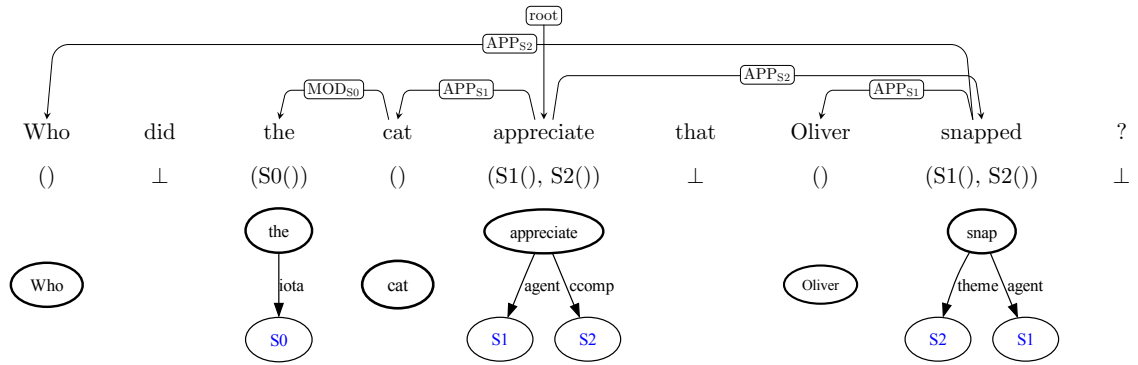 root
APP_S2
APP_S2
MOD_S0 APP_S1 APP_S1
Who did the cat appreciate that Oliver snapped ?
() ⊥ (S0()) () (S1(), S2()) ⊥ () (S1(), S2()) ⊥
the appreciate snap
Who iota cat agent ccomp Oliver theme agent
S0 S1 S2 S2 S1